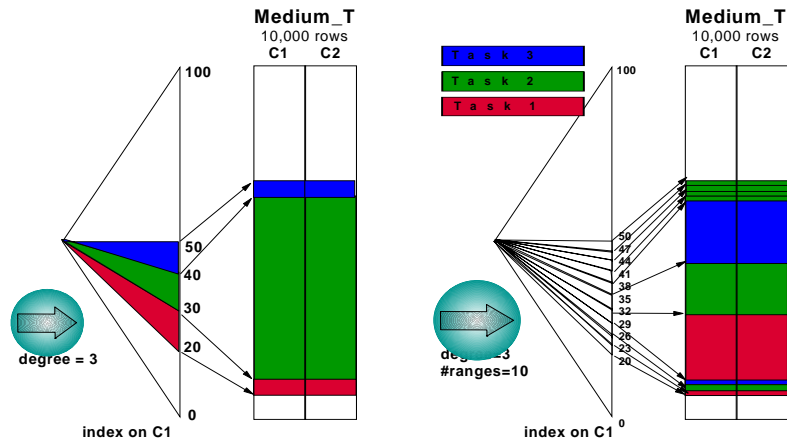 Medium_T
10,000 rows
C1 C2
100
50
40
30
20
0
degree = 3
index on C1
Medium_T
10,000 rows
C1 C2
Task 3
Task 2
Task 1
100
50
47
44
41
38
35
32
29
26
23
20
0
degree=3
#ranges=10
index on C1